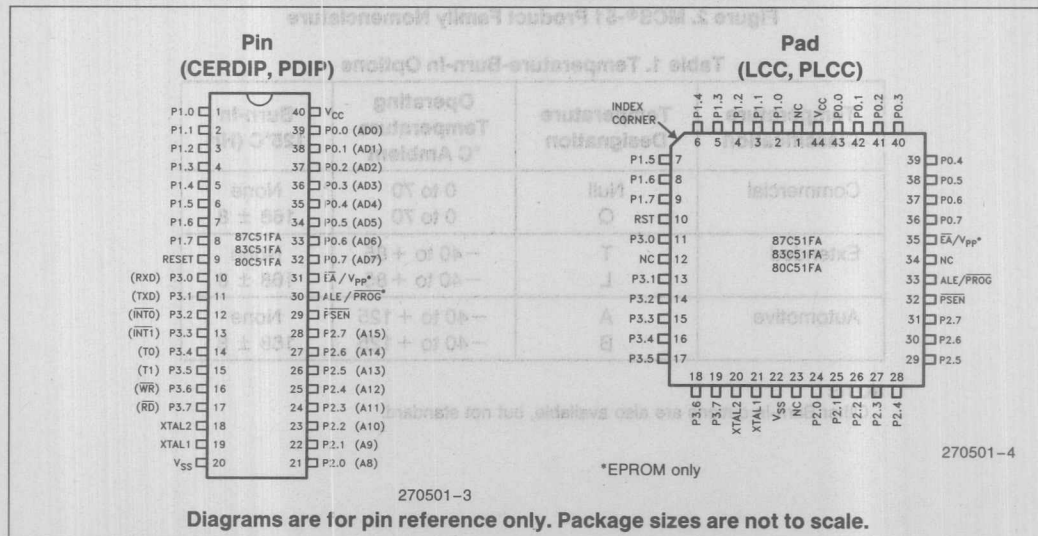 Pin
(CERDIP, PDIP)
P1.0 1 40 VCC
P1.1 2 39 P0.0 (AD0)
P1.2 3 38 P0.1 (AD1)
P1.3 4 37 P0.2 (AD2)
P1.4 5 36 P0.3 (AD3)
P1.5 6 35 P0.4 (AD4)
P1.6 7 34 P0.5 (AD5)
P1.7 8 87C51FA 33 P0.6 (AD6)
83C51FA
RESET 9 80C51FA 32 P0.7 (AD7)
(RXD) P3.0 10 31 EA/VPP*
(TXD) P3.1 11 30 ALE/PROG*
(INT0) P3.2 12 29 PSEN
(INT1) P3.3 13 28 P2.7 (A15)
(T0) P3.4 14 27 P2.6 (A14)
(T1) P3.5 15 26 P2.5 (A13)
(WR) P3.6 16 25 P2.4 (A12)
(RD) P3.7 17 24 P2.3 (A11)
XTAL2 18 23 P2.2 (A10)
XTAL1 19 22 P2.1 (A9)
VSS 20 21 P2.0 (A8)
270501-3
Pad
(LCC, PLCC)
INDEX
CORNER
P1.4 P1.3 P1.2 P1.1 P1.0 NC VCC P0.0 P0.1 P0.2 P0.3
6 5 4 3 2 1 44 43 42 41 40
P1.5 7 39 P0.4
P1.6 8 38 P0.5
P1.7 9 37 P0.6
RST 10 36 P0.7
P3.0 11 87C51FA 35 EA/VPP*
NC 12 83C51FA 34 NC
P3.1 13 80C51FA 33 ALE/PROG
P3.2 14 32 PSEN
P3.3 15 31 P2.7
P3.4 16 30 P2.6
P3.5 17 29 P2.5
18 19 20 21 22 23 24 25 26 27 28
P3.6 P3.7 XTAL2 XTAL1 VSS NC P2.0 P2.1 P2.2 P2.3 P2.4
*EPROM only
270501-4
Diagrams are for pin reference only. Package sizes are not to scale.